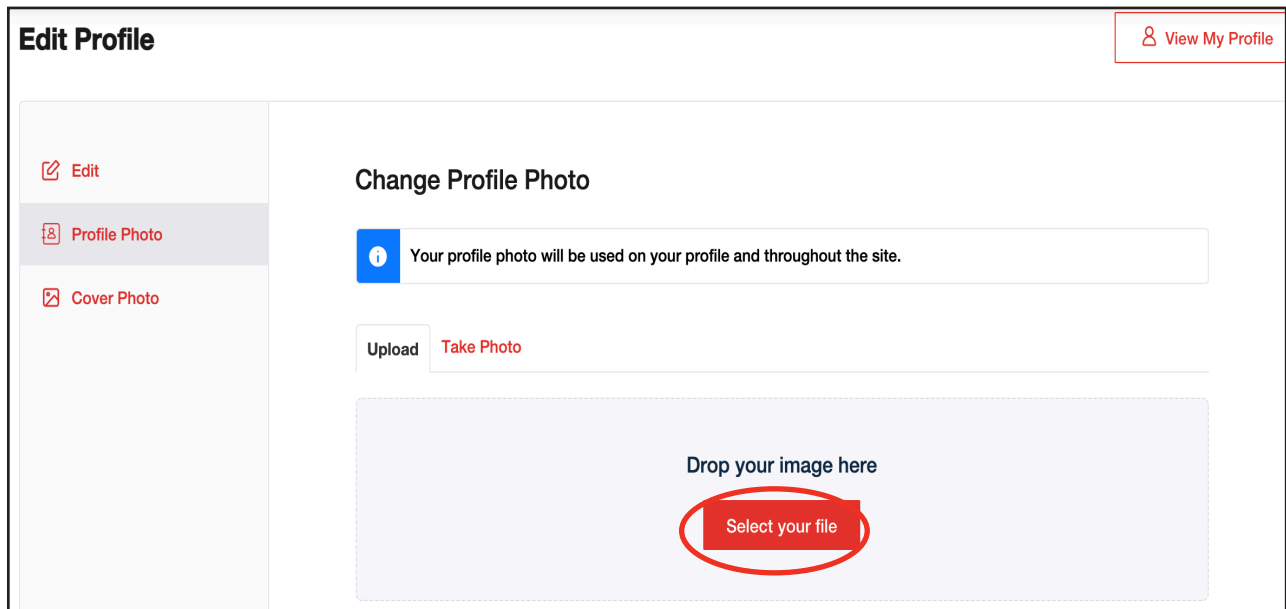 Edit Profile
View My Profile
Edit
Profile Photo
Cover Photo
Change Profile Photo
Your profile photo will be used on your profile and throughout the site.
Upload
Take Photo
Drop your image here
Select your file